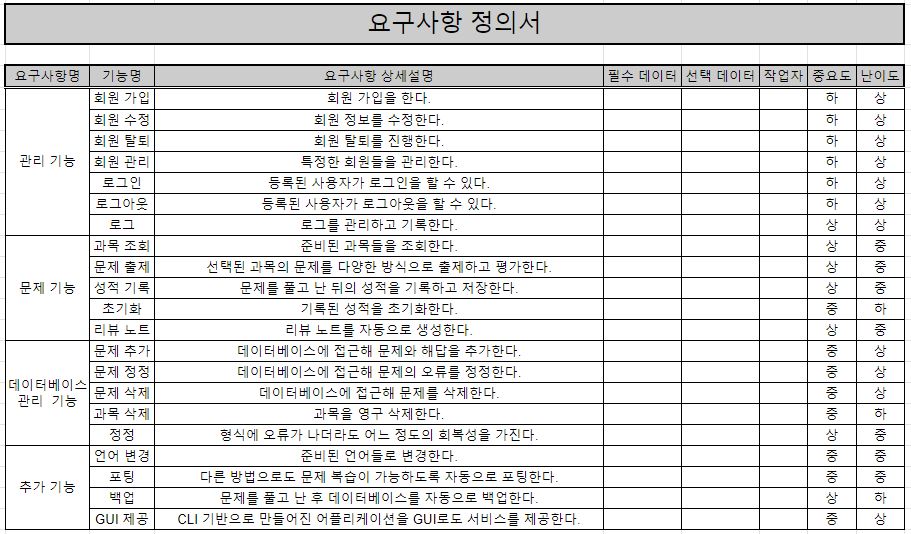 요구사항 정의서
요구사항명 기능명 요구사항 상세설명 필수 데이터 선택 데이터 작업자 중요도 난이도
관리 기능
회원 가입 회원 가입을 한다. 하 상
회원 수정 회원 정보를 수정한다. 하 상
회원 탈퇴 회원 탈퇴를 진행한다. 하 상
회원 관리 특정한 회원들을 관리한다. 하 상
로그인 등록된 사용자가 로그인을 할 수 있다. 하 상
로그아웃 등록된 사용자가 로그아웃을 할 수 있다. 하 상
로그 로그를 관리하고 기록한다. 상 상
문제 기능
과목 조회 준비된 과목들을 조회한다. 상 중
문제 출제 선택된 과목의 문제를 다양한 방식으로 출제하고 평가한다. 상 중
성적 기록 문제를 풀고 난 뒤의 성적을 기록하고 저장한다. 상 중
초기화 기록된 성적을 초기화한다. 중 하
리뷰 노트 리뷰 노트를 자동으로 생성한다. 상 중
데이터베이스
관리 기능
문제 추가 데이터베이스에 접근해 문제와 해답을 추가한다. 중 상
문제 정정 데이터베이스에 접근해 문제의 오류를 정정한다. 중 상
문제 삭제 데이터베이스에 접근해 문제를 삭제한다. 중 상
과목 삭제 과목을 영구 삭제한다. 중 하
정정 형식에 오류가 나더라도 어느 정도의 회복성을 가진다. 상 중
추가 기능
언어 변경 준비된 언어들로 변경한다. 중 중
포팅 다른 방법으로도 문제 복습이 가능하도록 자동으로 포팅한다. 중 중
백업 문제를 풀고 난 후 데이터베이스를 자동으로 백업한다. 상 하
GUI 제공 CLI 기반으로 만들어진 어플리케이션을 GUI로도 서비스를 제공한다. 중 상